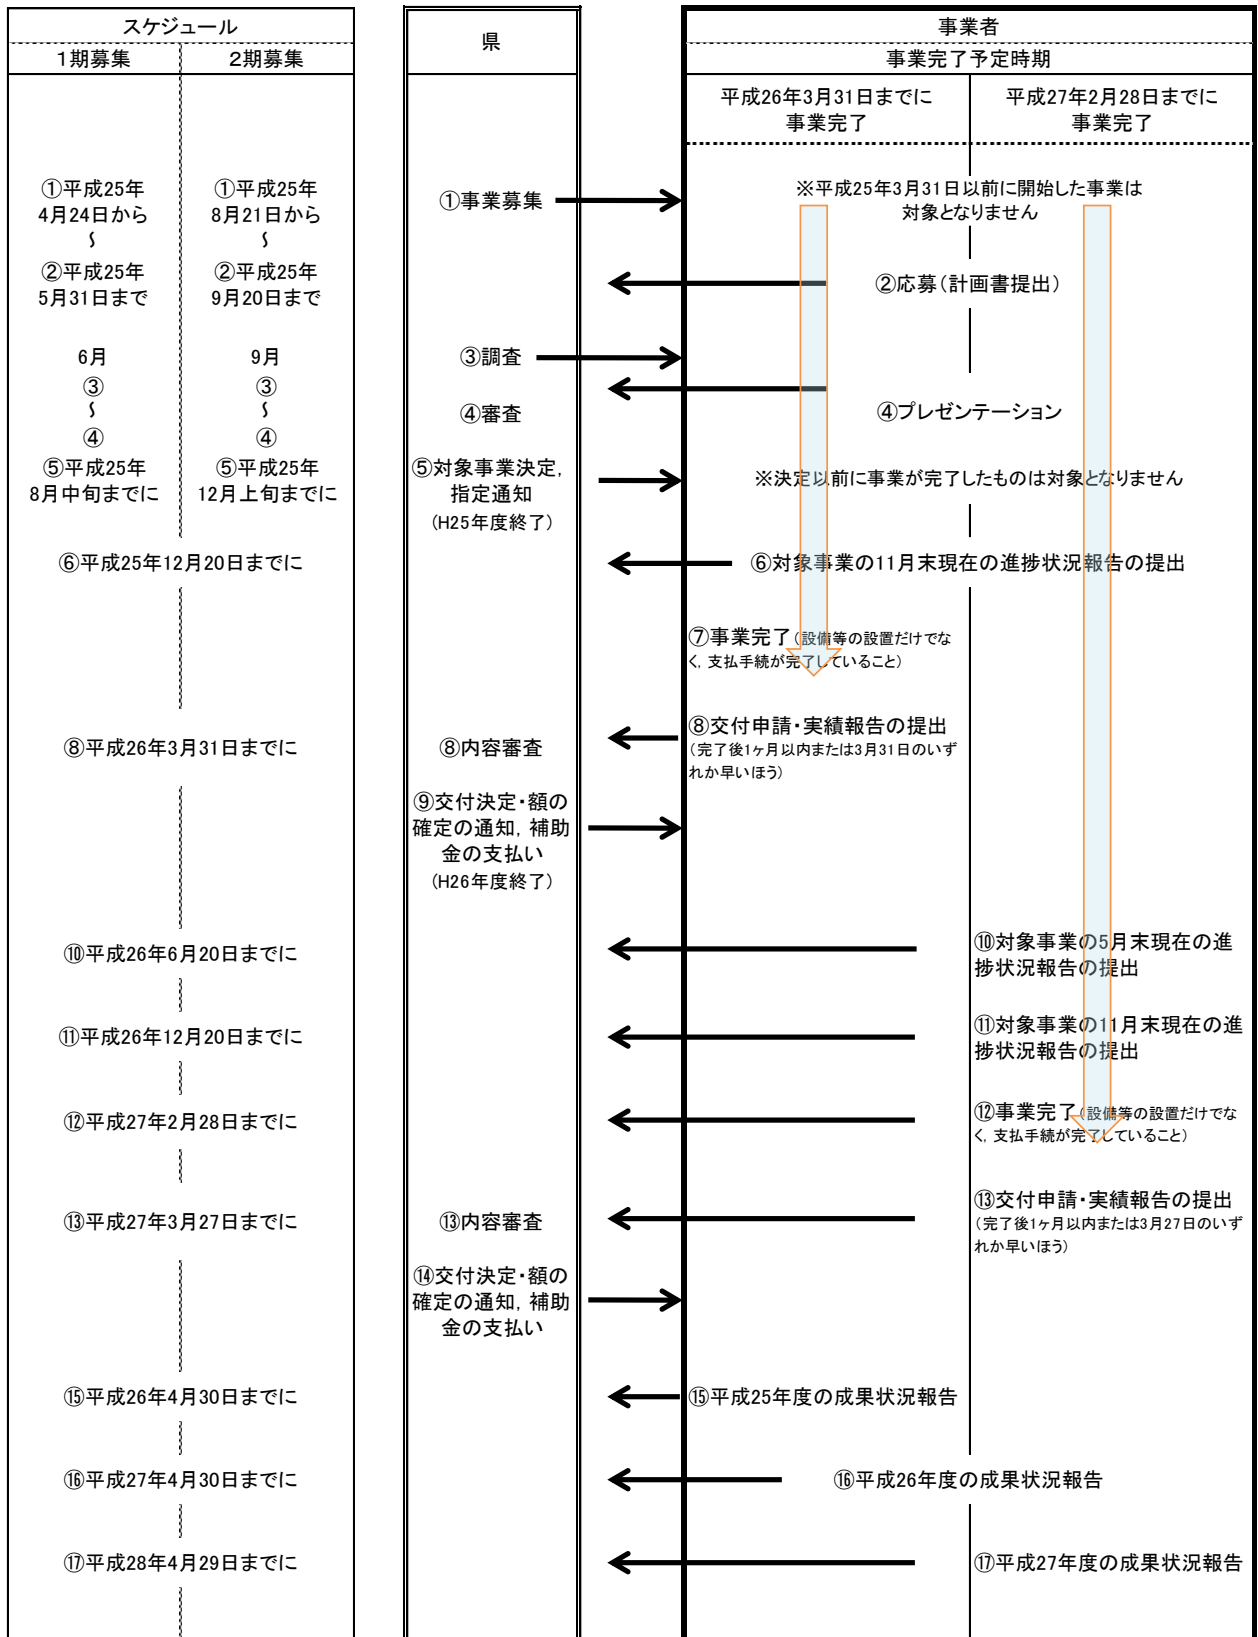 スケジュール
1期募集
2期募集
県
事業者
事業完了予定時期
平成26年3月31日までに
事業完了
平成27年2月28日までに
事業完了
①平成25年
4月24日から
～
②平成25年
5月31日まで
①平成25年
8月21日から
～
②平成25年
9月20日まで
①事業募集
※平成25年3月31日以前に開始した事業は
対象となりません
②応募(計画書提出)
6月
③
～
④
9月
③
～
④
③調査
④審査
④プレゼンテーション
⑤平成25年
8月中旬までに
⑤平成25年
12月上旬までに
⑤対象事業決定,
指定通知
(H25年度終了)
※決定以前に事業が完了したものは対象となりません
⑥平成25年12月20日までに
⑥対象事業の11月末現在の進捗状況報告の提出
⑦事業完了(設備等の設置だけでな
く, 支払手続が完了していること)
⑧平成26年3月31日までに
⑧内容審査
⑧交付申請・実績報告の提出
(完了後1ヶ月以内または3月31日のいず
れか早いほう)
⑨交付決定・額の
確定の通知, 補助
金の支払い
(H26年度終了)
⑩平成26年6月20日までに
⑩対象事業の5月末現在の進
捗状況報告の提出
⑪平成26年12月20日までに
⑪対象事業の11月末現在の進
捗状況報告の提出
⑫平成27年2月28日までに
⑫事業完了(設備等の設置だけでな
く, 支払手続が完了していること)
⑬平成27年3月27日までに
⑬内容審査
⑬交付申請・実績報告の提出
(完了後1ヶ月以内または3月27日のいず
れか早いほう)
⑭交付決定・額の
確定の通知, 補助
金の支払い
⑮平成26年4月30日までに
⑮平成25年度の成果状況報告
⑯平成27年4月30日までに
⑯平成26年度の成果状況報告
⑰平成28年4月29日までに
⑰平成27年度の成果状況報告